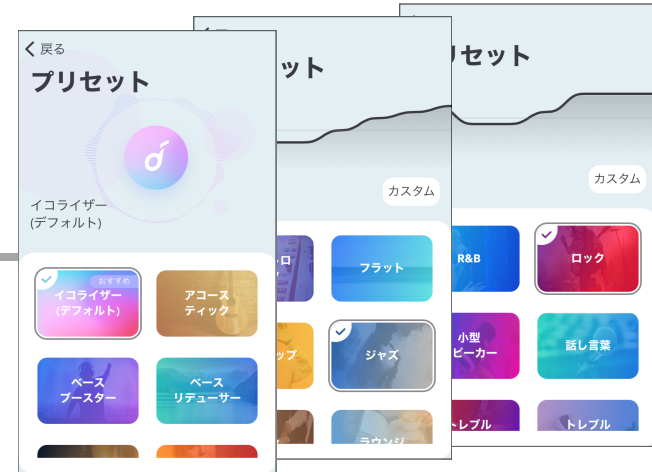 戻る
プリセット
イコライザー
(デフォルト)
おすすめ
イコライザー
(デフォルト)
アコース
ティック
ベース
ブースター
ベース
リデューサー
ット
カスタム
ロ
フラット
ップ
ジャズ
ラウンジ
リセット
カスタム
R&B
ロック
小型
ピーカー
話し言葉
トレブル
トレブル